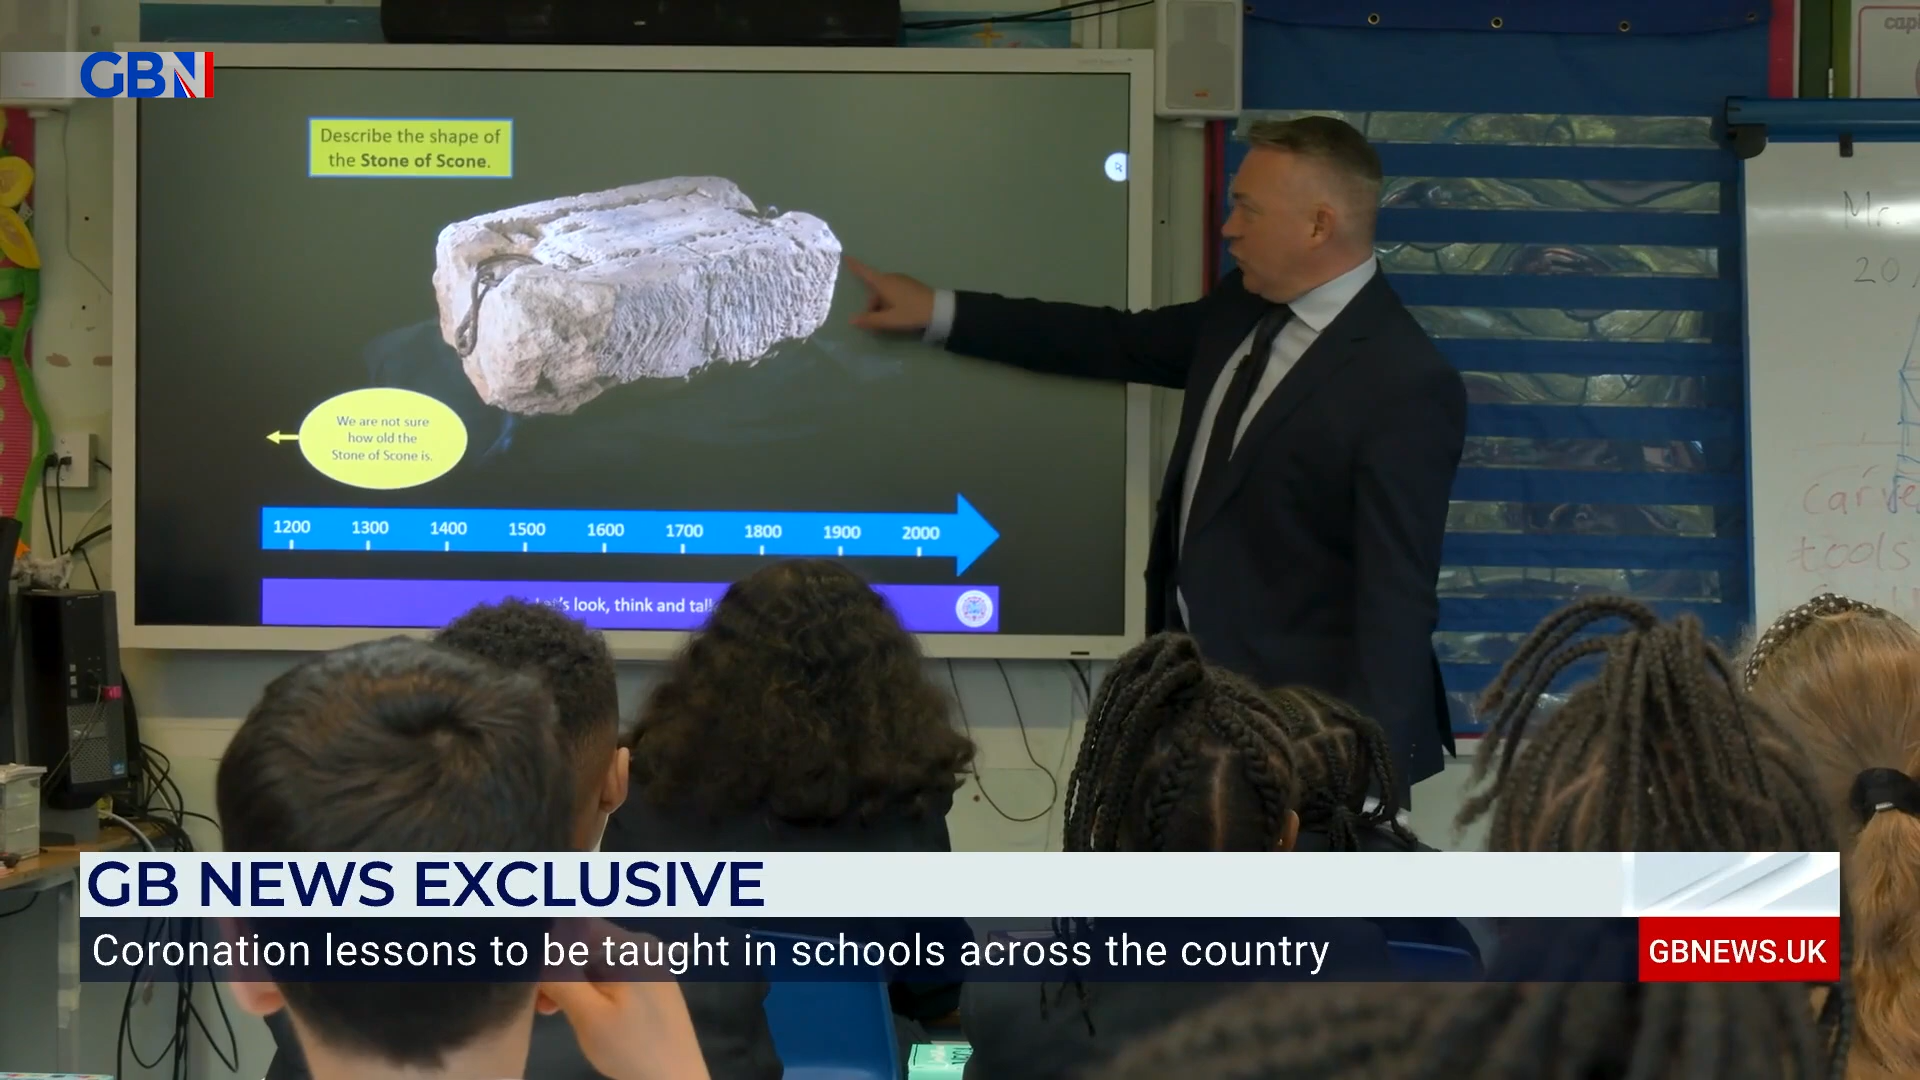 GBN
Describe the shape of
the Stone of Scone.
We are not sure
how old the
Stone of Scone is.
1200 1300 1400 1500 1600 1700 1800 1900 2000
look, think and
Mr.
20
tools
GB NEWS EXCLUSIVE
Coronation lessons to be taught in schools across the country
GBNEWS.UK